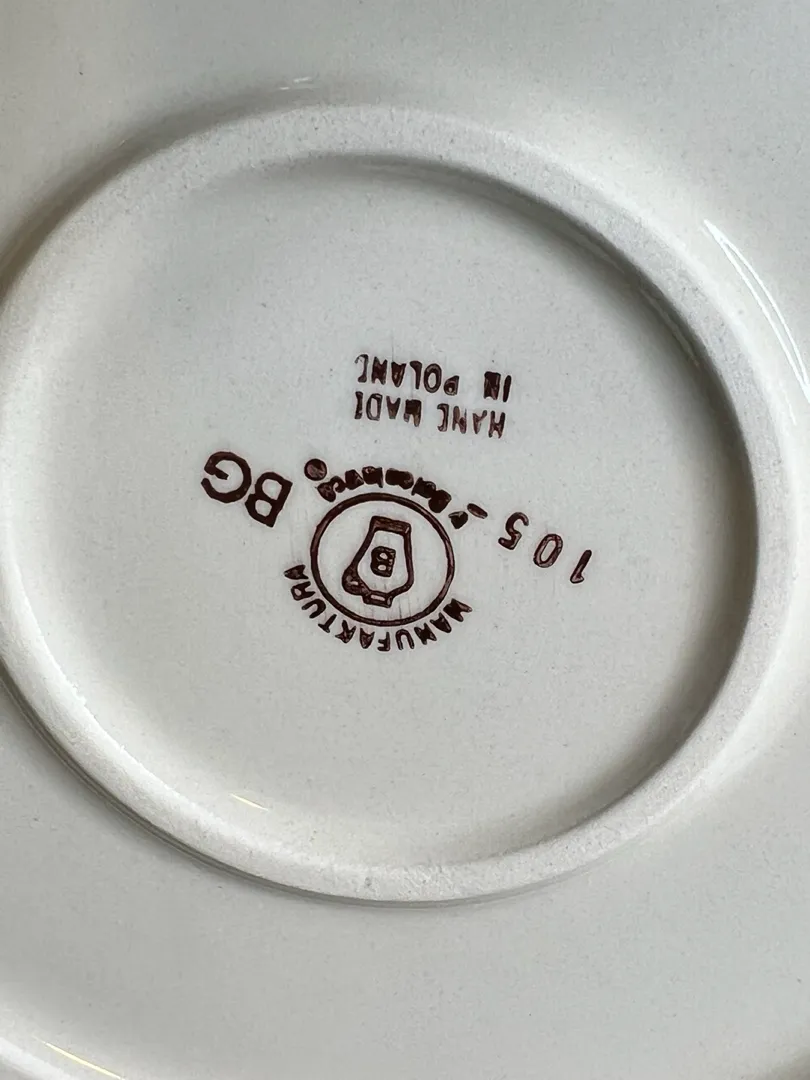 MANUFAKTURA
B
105
BG
HAND MADE
IN POLAND